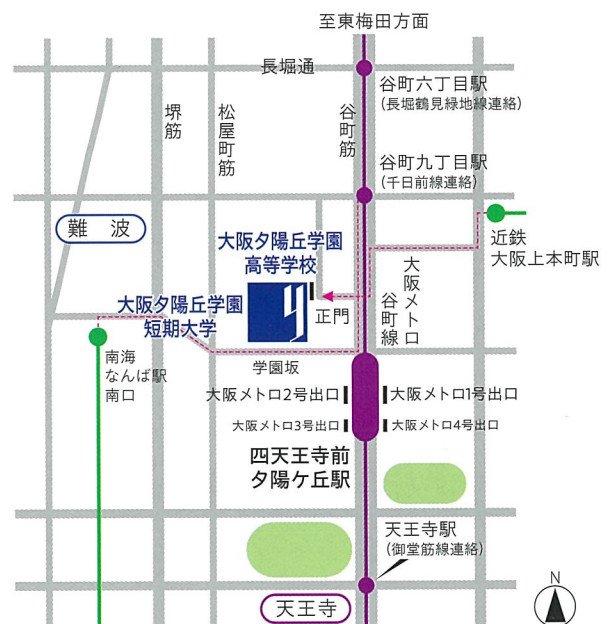 至東梅田方面
長堀通
谷町六丁目駅
(長堀鶴見緑地線連絡)
堺筋
松屋町筋
谷町筋
谷町九丁目駅
(千日前線連絡)
難波
大阪夕陽丘学園
高等学校
近鉄
大阪上本町駅
大阪メトロ
谷町線
大阪夕陽丘学園
短期大学
y
正門
南海
なんば駅
南口
学園坂
大阪メトロ2号出口
大阪メトロ1号出口
大阪メトロ3号出口
大阪メトロ4号出口
四天王寺前
夕陽ケ丘駅
天王寺駅
(御堂筋線連絡)
天王寺
N